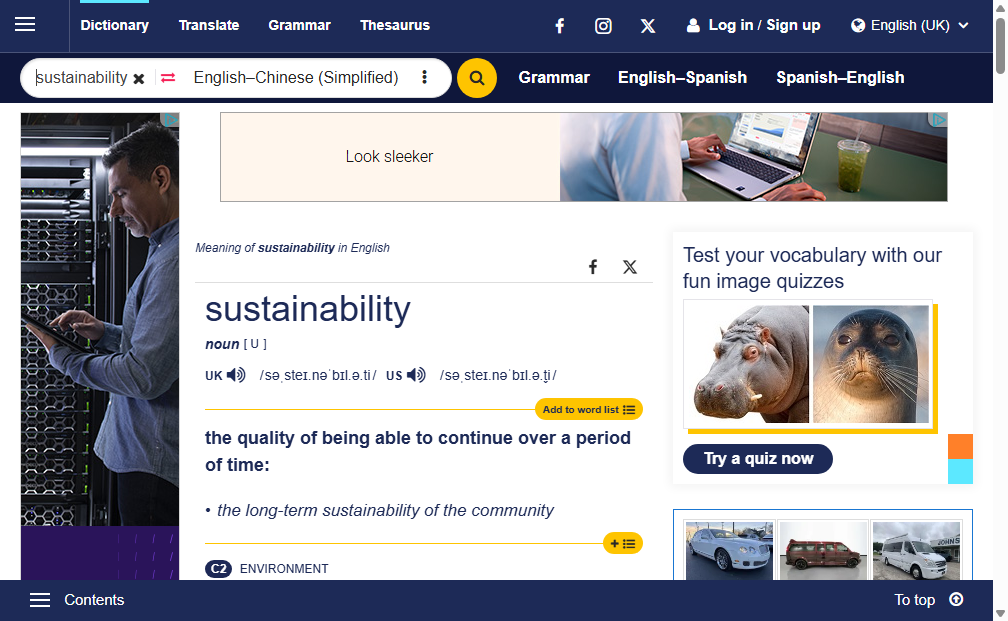 Dictionary Translate Grammar Thesaurus Log in / Sign up English (UK)
sustainability English–Chinese (Simplified) Grammar English–Spanish Spanish–English
Look sleeker
Meaning of sustainability in English
sustainability
noun [ U ]
UK /səˌsteɪ.nəˈbɪl.ə.ti/ US /səˌsteɪ.nəˈbɪl.ə.t̬i/
Add to word list
the quality of being able to continue over a period
of time:
• the long-term sustainability of the community
+
C2 ENVIRONMENT
Test your vocabulary with our
fun image quizzes
Try a quiz now
JOHNS
Contents To top